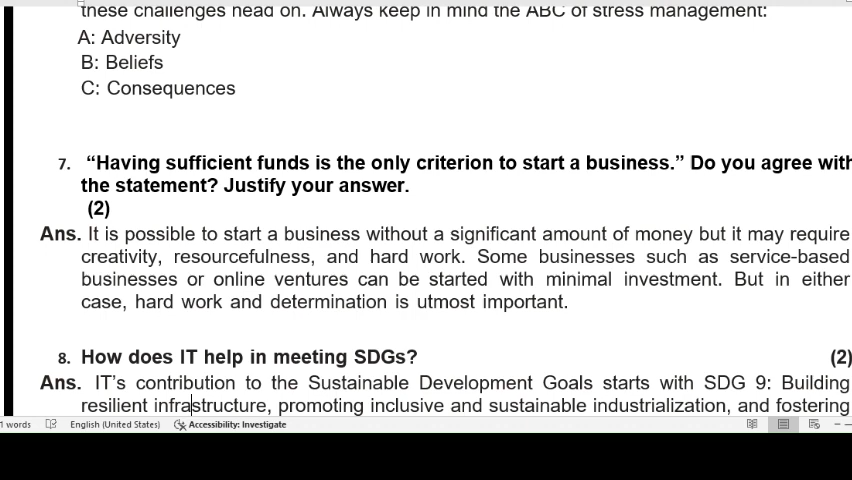 these challenges head on. Always keep in mind the ABC of stress management:
A: Adversity
B: Beliefs
C: Consequences
7. “Having sufficient funds is the only criterion to start a business.” Do you agree with
the statement? Justify your answer.
(2)
Ans. It is possible to start a business without a significant amount of money but it may require
creativity, resourcefulness, and hard work. Some businesses such as service-based
businesses or online ventures can be started with minimal investment. But in either
case, hard work and determination is utmost important.
8. How does IT help in meeting SDGs? (2)
Ans. IT’s contribution to the Sustainable Development Goals starts with SDG 9: Building
resilient infrastructure, promoting inclusive and sustainable industrialization, and fostering
1 words English (United States) Accessibility: Investigate